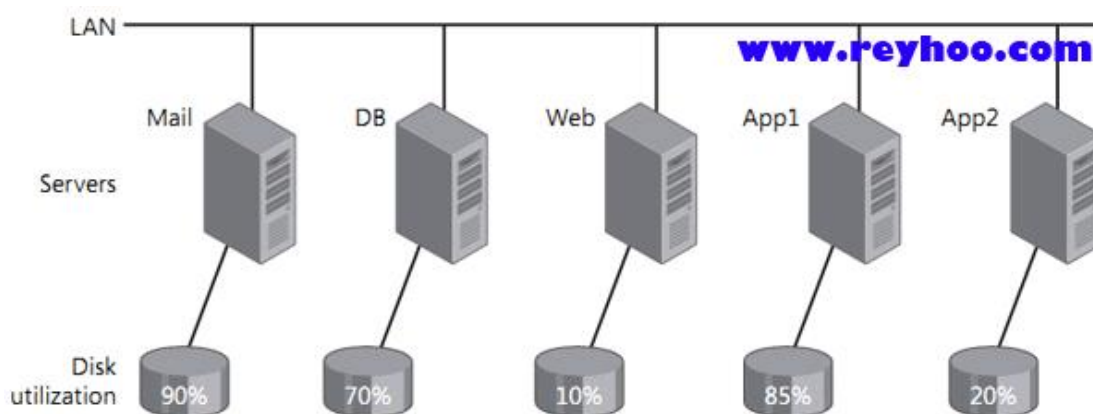 LAN
www.reyhoo.com
Mail DB Web App1 App2
Servers
Disk
utilization
90% 70% 10% 85% 20%